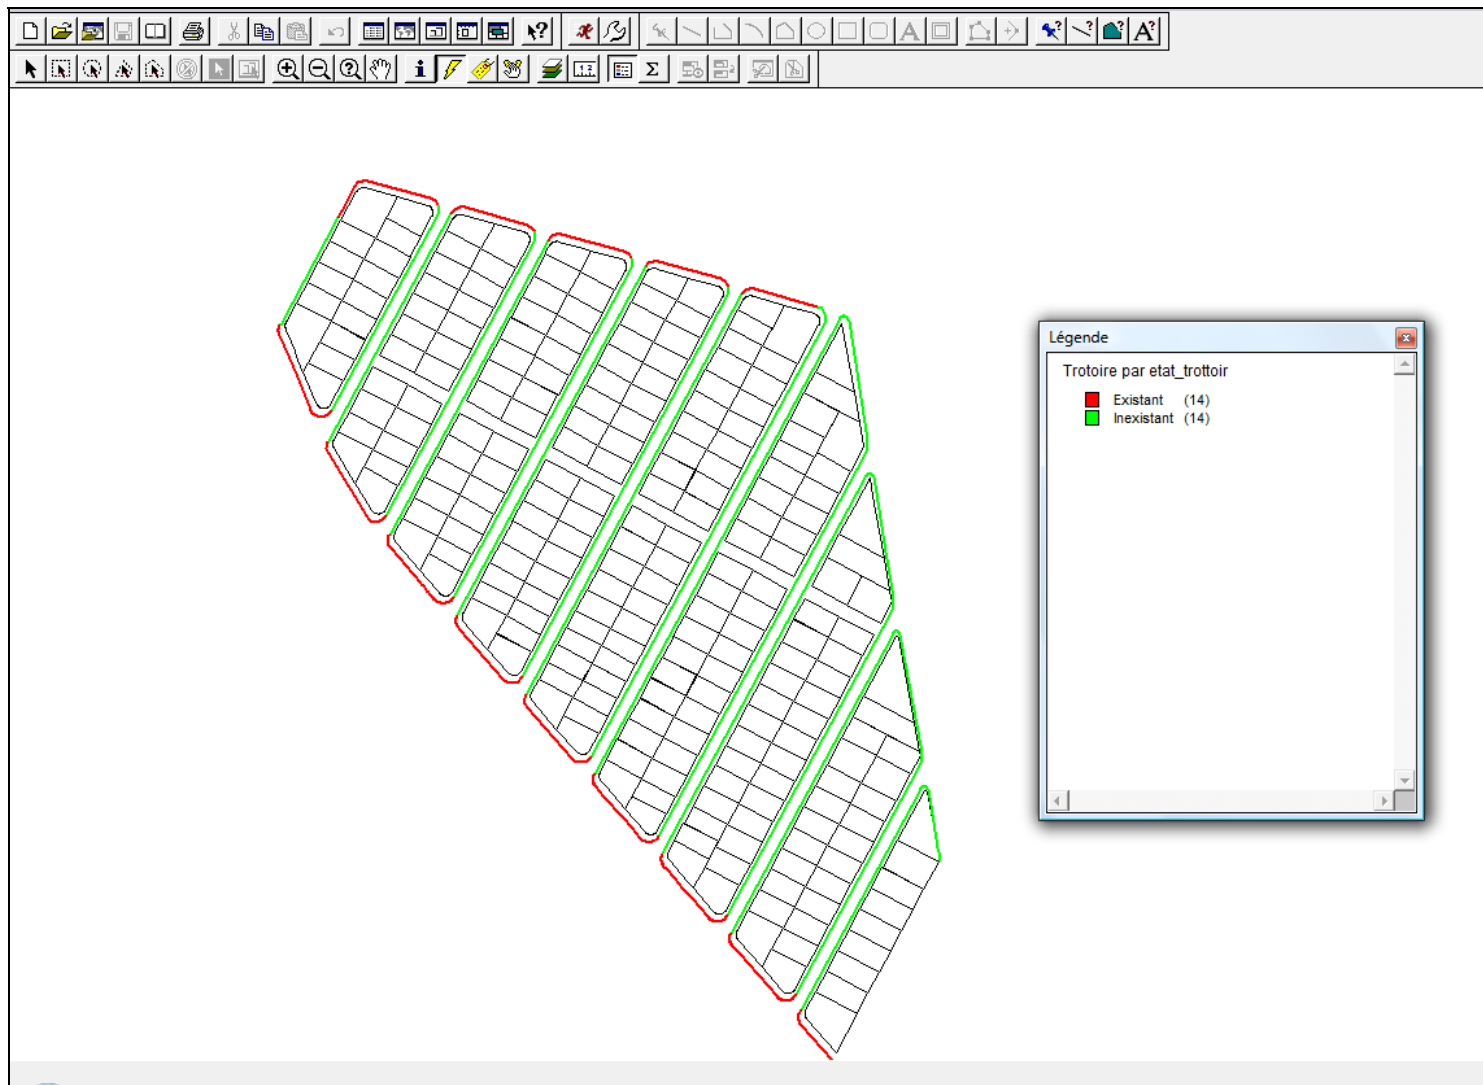 Légende
Trotoire par etat_trottoir
Existant (14)
Inexistant (14)